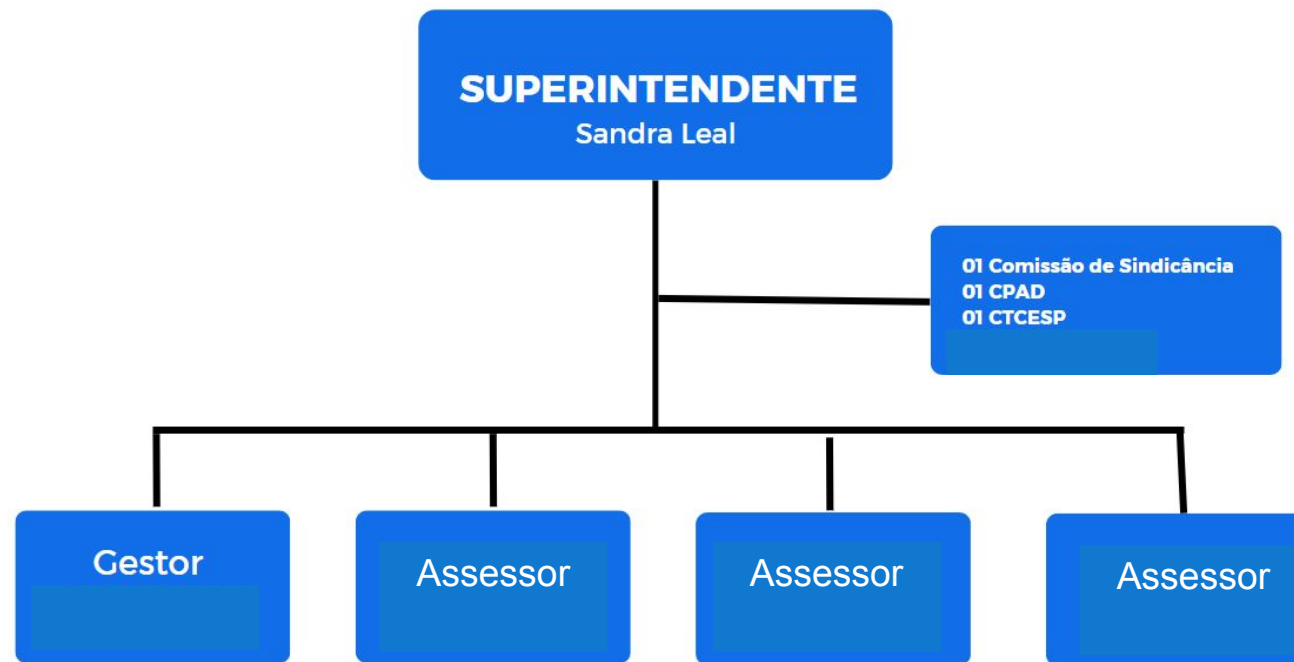 SUPERINTENDENTE
Sandra Leal
01 Comissão de Sindicância
01 CPAD
01 CTCESP
Gestor
Assessor
Assessor
Assessor